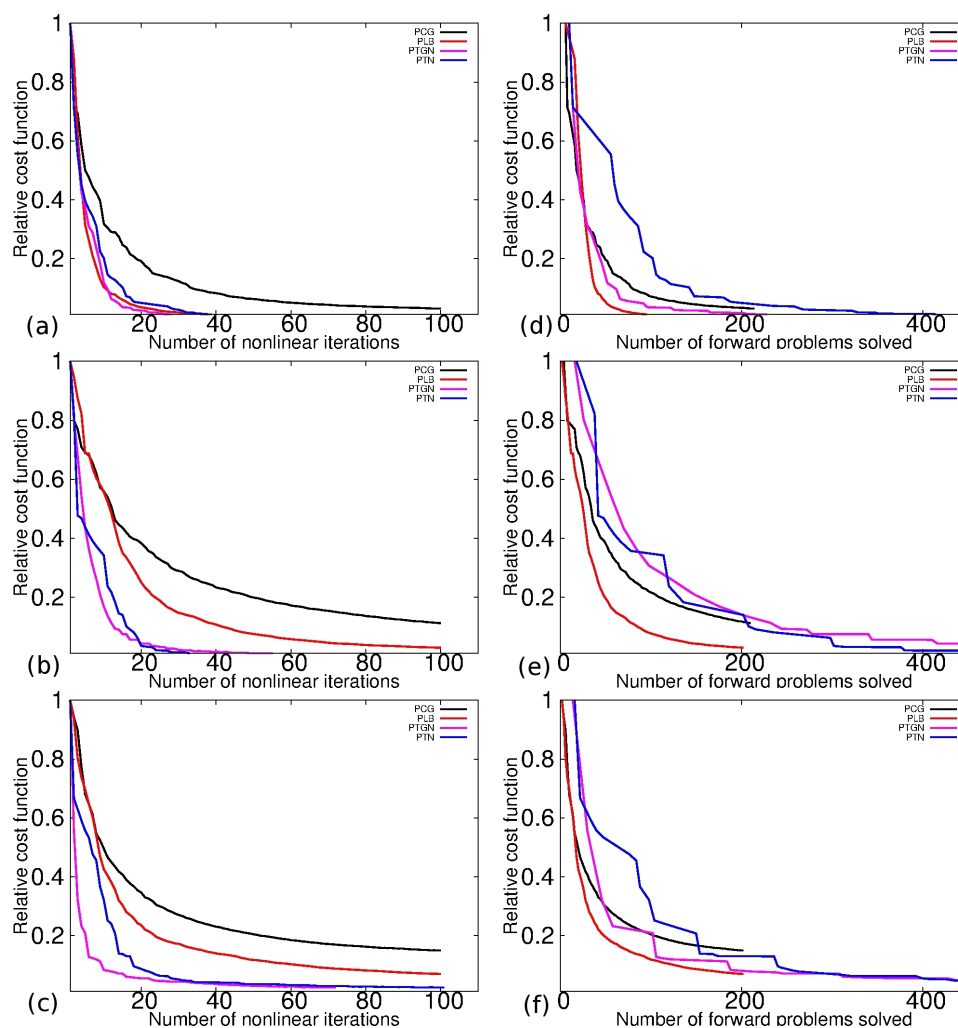 1
0.8
0.6
0.4
0.2
Relative cost function
PCG
PLB
PTGN
PTN
(a)
20 40 60 80 100
Number of nonlinear iterations
1
0.8
0.6
0.4
0.2
Relative cost function
PCG
PLB
PTGN
PTN
(d)
0 200 400
Number of forward problems solved
1
0.8
0.6
0.4
0.2
Relative cost function
PCG
PLB
PTGN
PTN
(b)
20 40 60 80 100
Number of nonlinear iterations
1
0.8
0.6
0.4
0.2
Relative cost function
PCG
PLB
PTGN
PTN
(e)
0 200 400
Number of forward problems solved
1
0.8
0.6
0.4
0.2
Relative cost function
PCG
PLB
PTGN
PTN
(c)
20 40 60 80 100
Number of nonlinear iterations
1
0.8
0.6
0.4
0.2
Relative cost function
PCG
PLB
PTGN
PTN
(f)
0 200 400
Number of forward problems solved